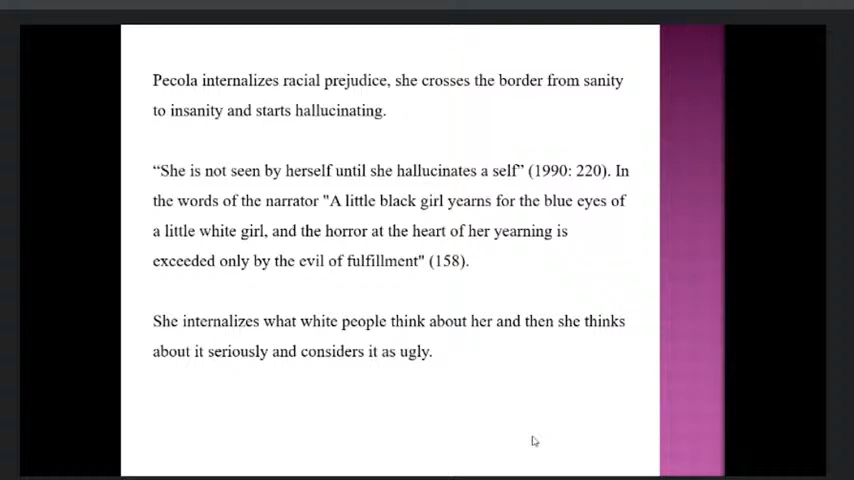 Pecola internalizes racial prejudice, she crosses the border from sanity
to insanity and starts hallucinating.
“She is not seen by herself until she hallucinates a self” (1990: 220). In
the words of the narrator "A little black girl yearns for the blue eyes of
a little white girl, and the horror at the heart of her yearning is
exceeded only by the evil of fulfillment" (158).
She internalizes what white people think about her and then she thinks
about it seriously and considers it as ugly.